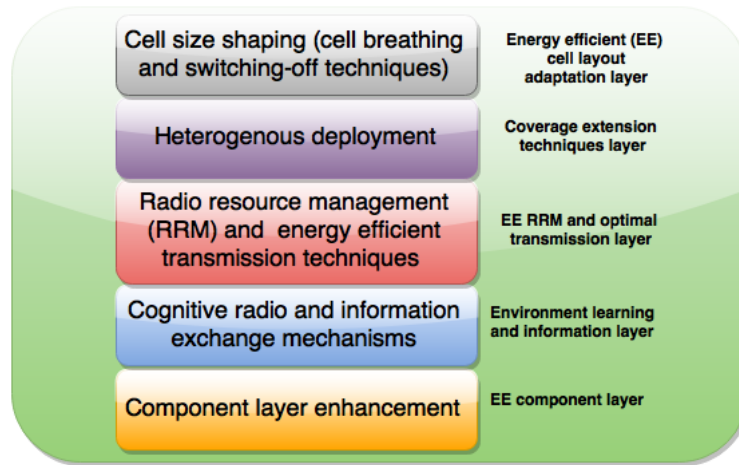 Cell size shaping (cell breathing
and switching-off techniques)
Energy efficient (EE)
cell layout
adaptation layer
Heterogenous deployment
Coverage extension
techniques layer
Radio resource management
(RRM) and energy efficient
transmission techniques
EE RRM and optimal
transmission layer
Cognitive radio and information
exchange mechanisms
Environment learning
and information layer
Component layer enhancement
EE component layer